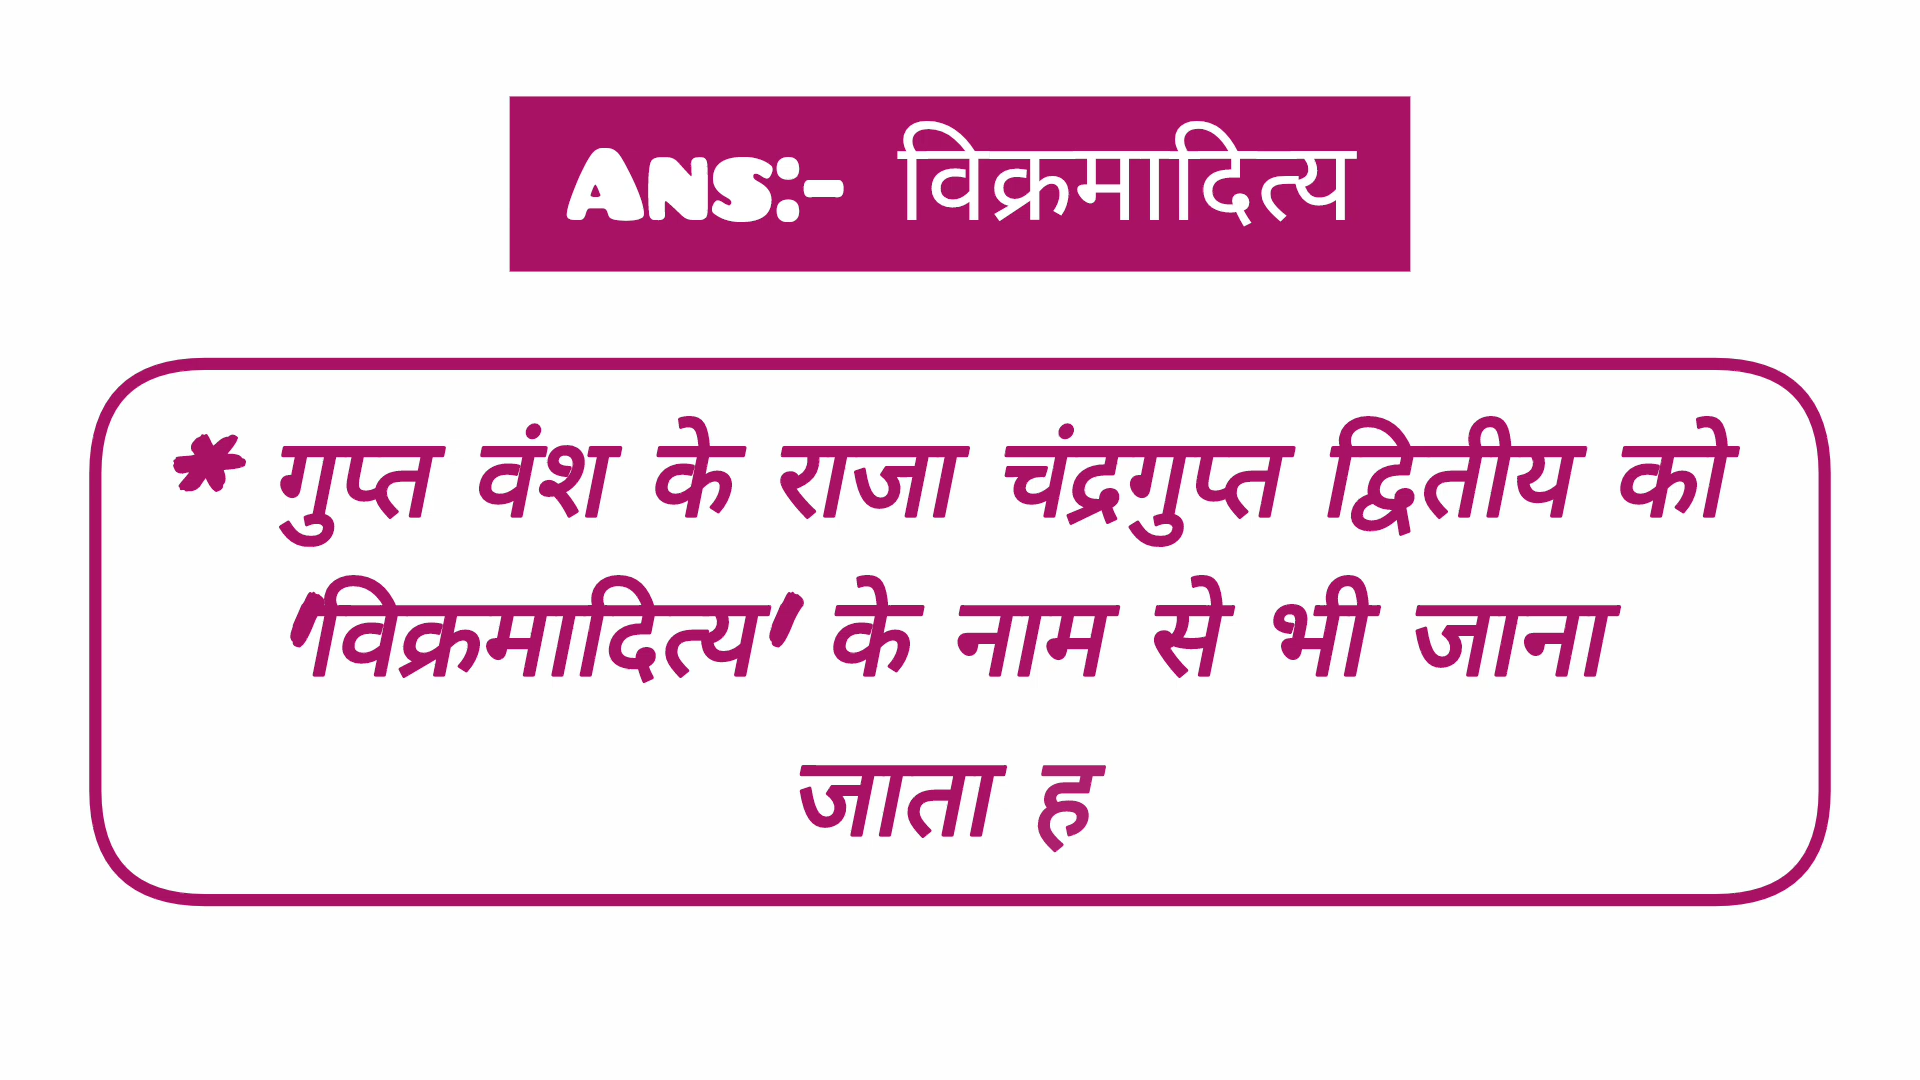 Ans:- विक्रमादित्य
* गुप्त वंश के राजा चंद्रगुप्त द्वितीय को
'विक्रमादित्य' के नाम से भी जाना
जाता ह